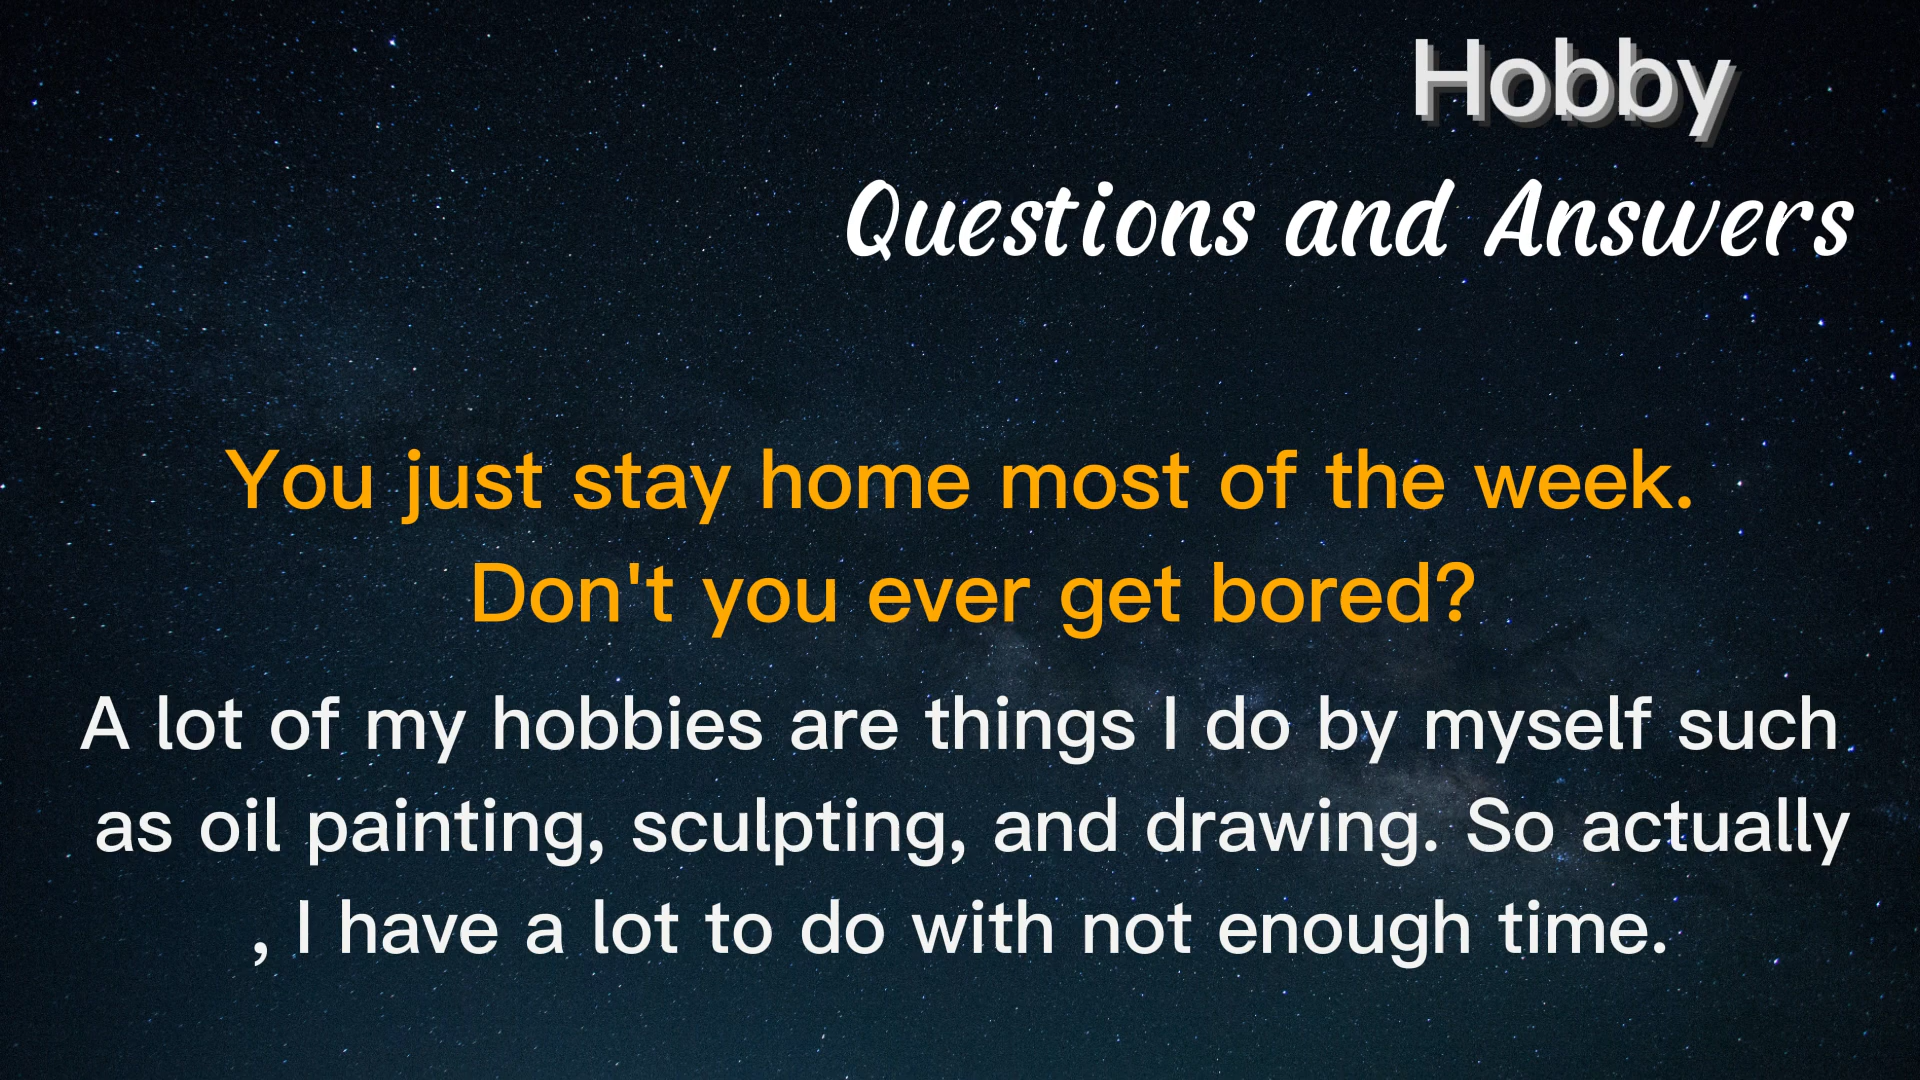 Hobby
Questions and Answers
You just stay home most of the week.
Don't you ever get bored?
A lot of my hobbies are things I do by myself such
as oil painting, sculpting, and drawing. So actually
, I have a lot to do with not enough time.